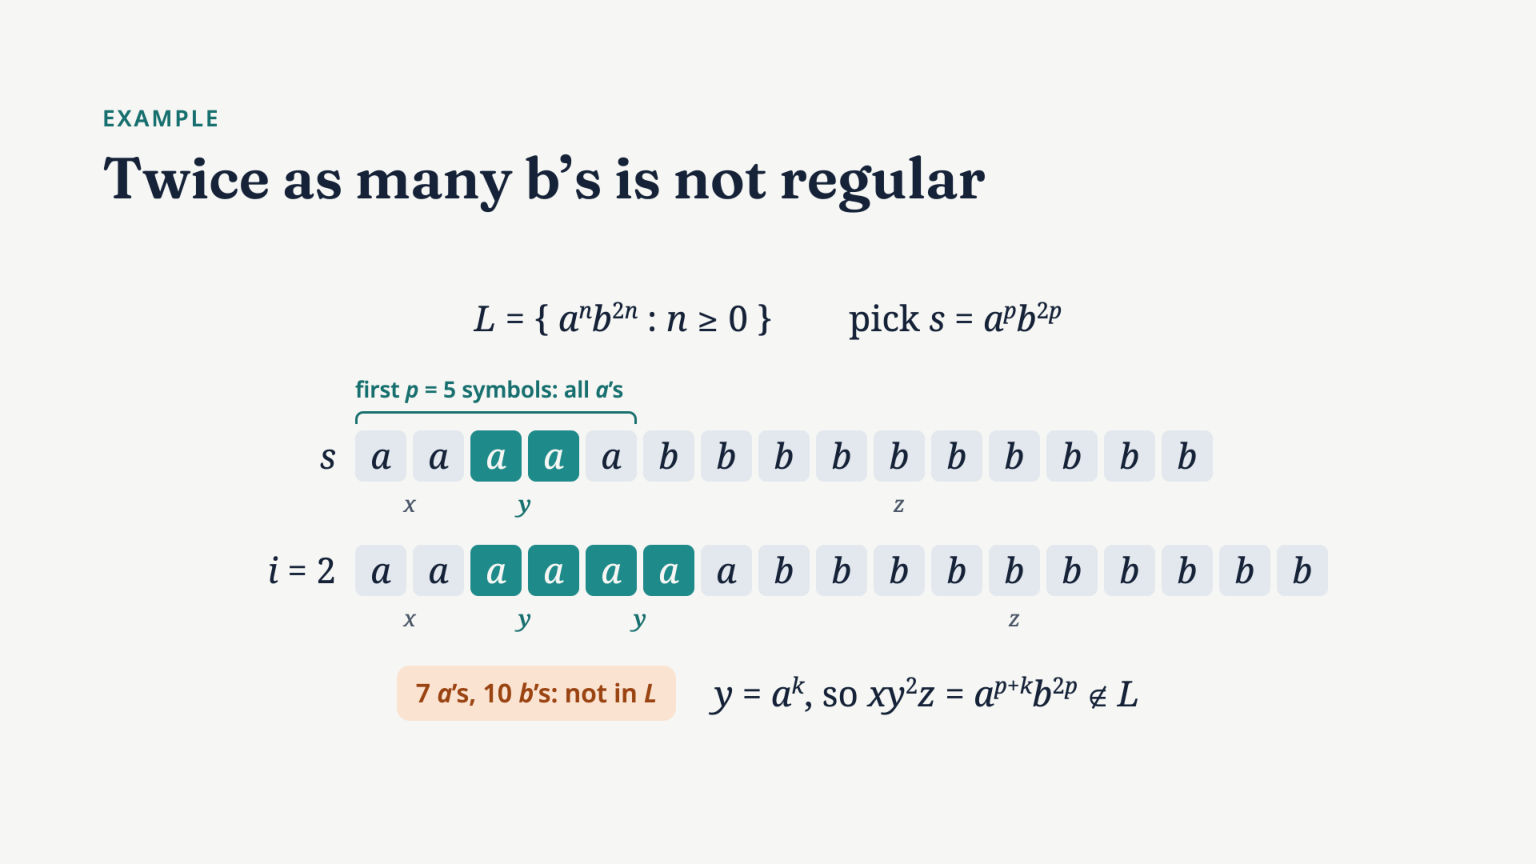 EXAMPLE
Twice as many b’s is not regular
L = { aⁿb²ⁿ : n ≥ 0 } pick s = aᵖb²ᵖ
first p = 5 symbols: all a’s
s a a a a a b b b b b b b b b b
x y z
i = 2 a a a a a a a b b b b b b b b b b
x y y z
7 a’s, 10 b’s: not in L y = aᵏ, so xy²z = aᵖ⁺ᵏb²ᵖ ∉ L